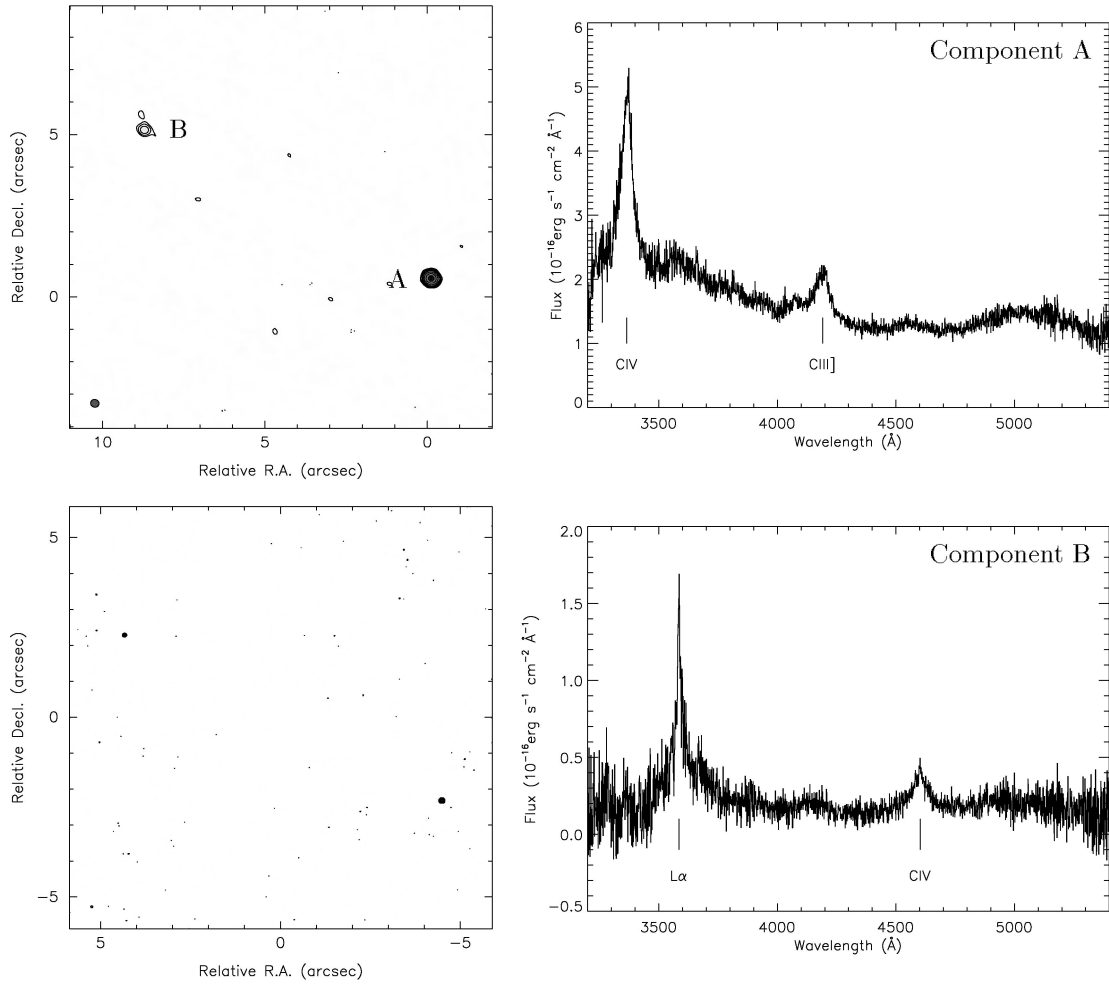 Component A
6
5
4
3
2
1
0
Flux (10⁻¹⁶erg s⁻¹ cm⁻² Å⁻¹)
CIV
CIII]
3500
4000
4500
5000
Wavelength (Å)
B
A
5
0
Relative Decl. (arcsec)
10
5
0
Relative R.A. (arcsec)
5
0
−5
Relative Decl. (arcsec)
5
0
−5
Relative R.A. (arcsec)
Component B
2.0
1.5
1.0
0.5
0.0
−0.5
Flux (10⁻¹⁶erg s⁻¹ cm⁻² Å⁻¹)
Lα
CIV
3500
4000
4500
5000
Wavelength (Å)